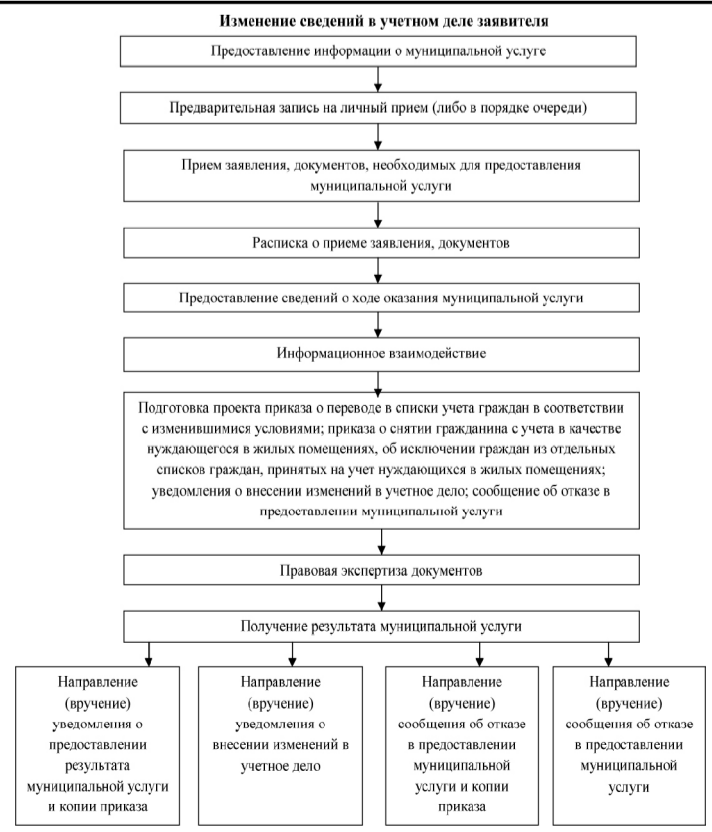 Изменение сведений в учетном деле заявителя
Предоставление информации о муниципальной услуге
Предварительная запись на личный прием (либо в порядке очереди)
Прием заявления, документов, необходимых для предоставления
муниципальной услуги
Расписка о приеме заявления, документов
Предоставление сведений о ходе оказания муниципальной услуги
Информационное взаимодействие
Подготовка проекта приказа о переводе в списки учета граждан в соответствии
с изменившимися условиями; приказа о снятии гражданина с учета в качестве
нуждающегося в жилых помещениях, об исключении граждан из отдельных
списков граждан, принятых на учет нуждающихся в жилых помещениях;
уведомления о внесении изменений в учетное дело; сообщение об отказе в
предоставлении муниципальной услуги
Правовая экспертиза документов
Получение результата муниципальной услуги
Направление
(вручение)
уведомления о
предоставлении
результата
муниципальной услуги
и копии приказа
Направление
(вручение)
уведомления о
внесении изменений в
учетное дело
Направление
(вручение)
сообщения об отказе
в предоставлении
муниципальной
услуги и копии
приказа
Направление
(вручение)
сообщения об отказе
в предоставлении
муниципальной
услуги